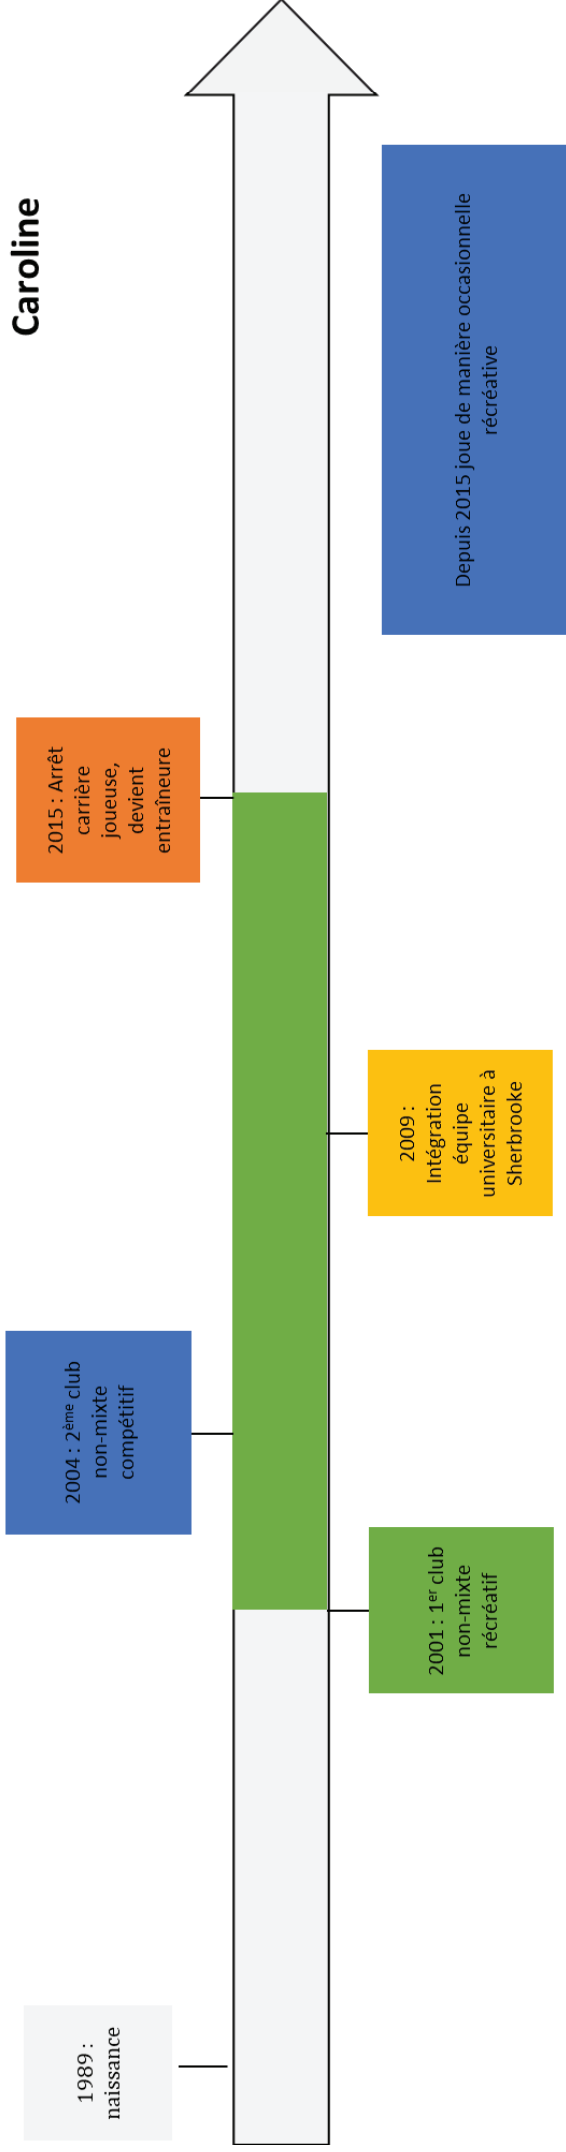 Caroline
1989 :
naissance
2001 : 1er club
non-mixte
récréatif
2004 : 2ème club
non-mixte
compétitif
2009 :
Intégration
équipe
universitaire à
Sherbrooke
2015 : Arrêt
carrière
joueuse,
devient
entraîneure
Depuis 2015 joue de manière occasionnelle
récréative